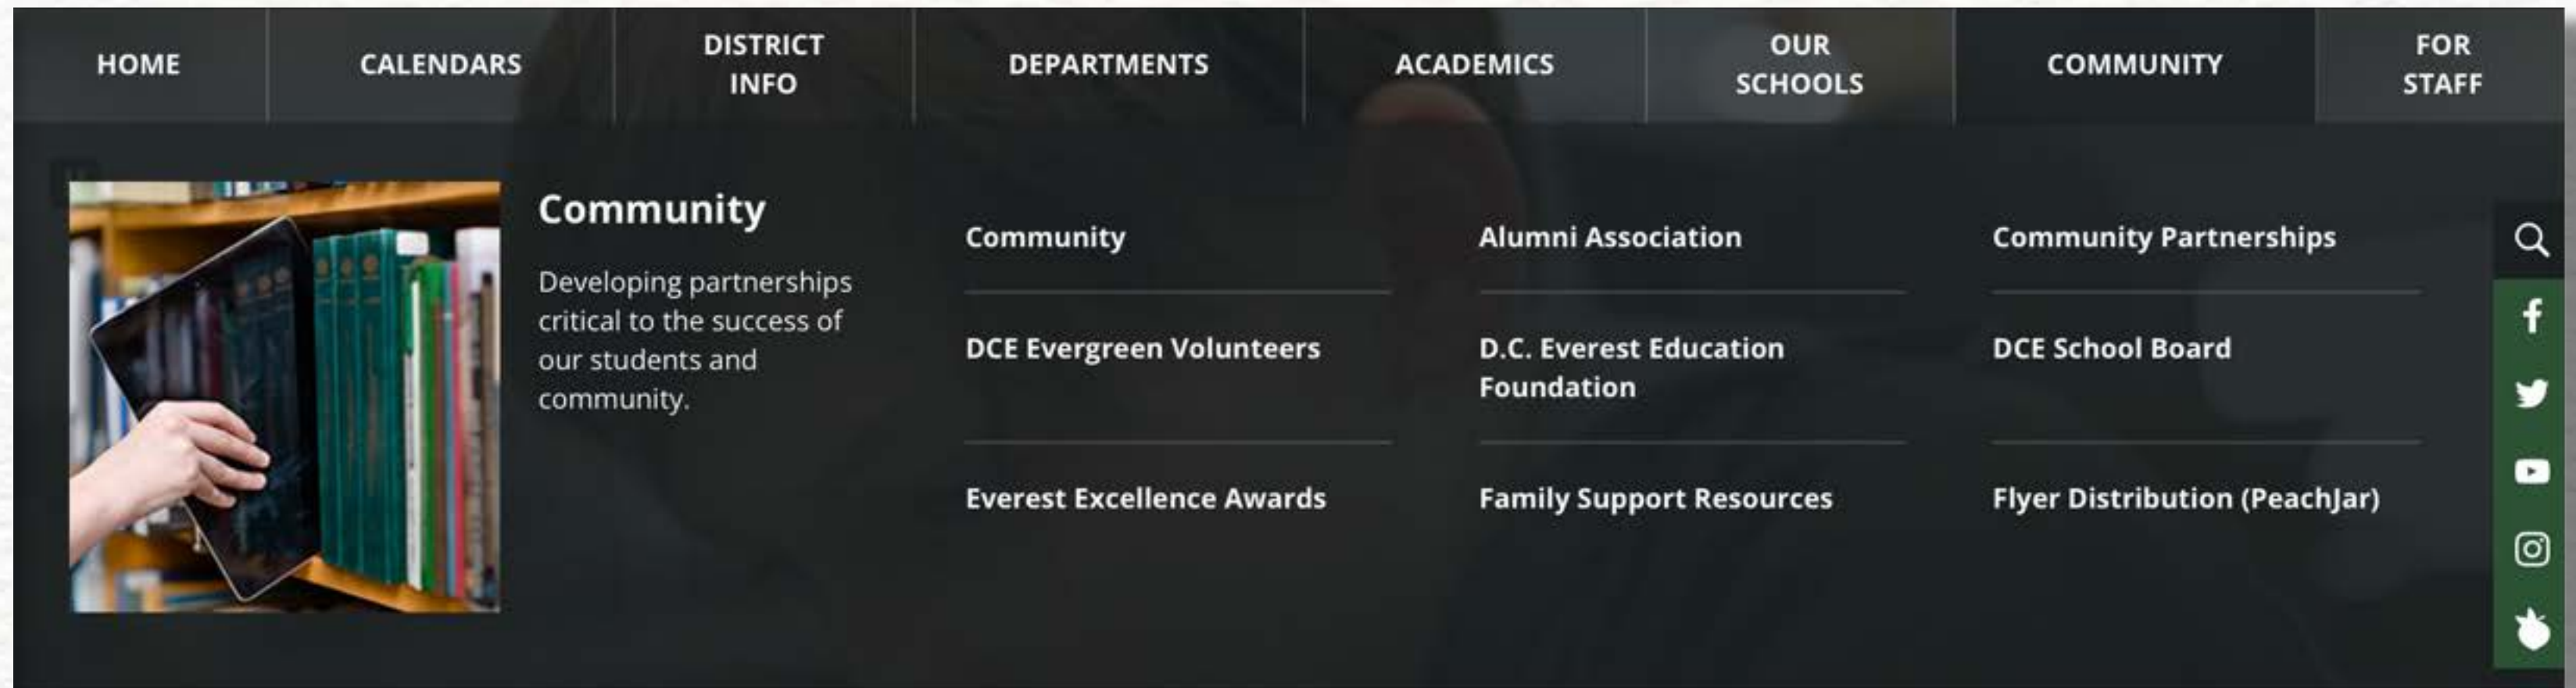 HOME
CALENDARS
DISTRICT
INFO
DEPARTMENTS
ACADEMICS
OUR
SCHOOLS
COMMUNITY
FOR
STAFF
Community
Developing partnerships
critical to the success of
our students and
community.
Community
Alumni Association
Community Partnerships
DCE Evergreen Volunteers
D.C. Everest Education
Foundation
DCE School Board
Everest Excellence Awards
Family Support Resources
Flyer Distribution (PeachJar)